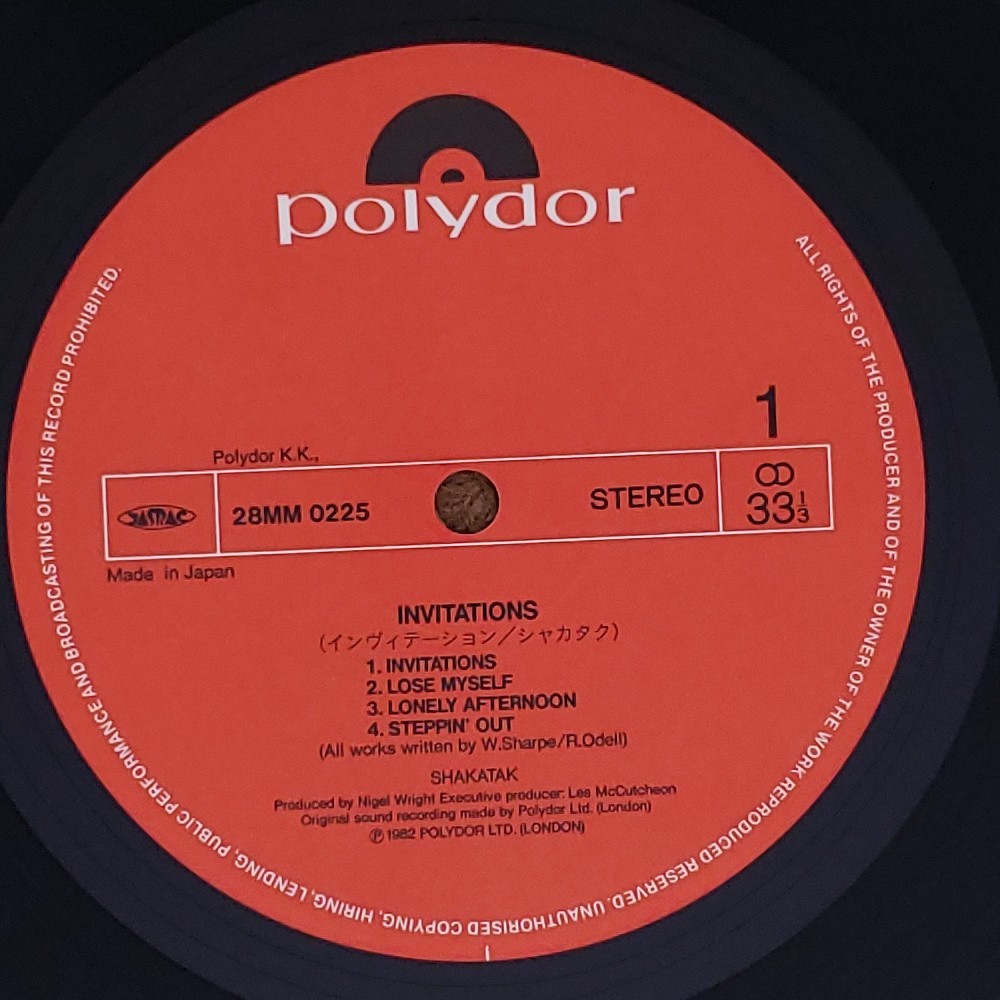 polydor
1
Polydor K.K.,
JASRAC
28MM 0225
STEREO
33⅓
Made in Japan
INVITATIONS
(インヴィテーション/シャカタク)
1. INVITATIONS
2. LOSE MYSELF
3. LONELY AFTERNOON
4. STEPPIN' OUT
(All works written by W.Sharpe/R.Odell)
SHAKATAK
Produced by Nigel Wright Executive producer: Les McCutcheon
Original sound recording made by Polydor Ltd. (London)
℗ 1982 POLYDOR LTD. (LONDON)
ALL RIGHTS OF THE PRODUCER AND OF THE OWNER OF THE WORK REPRODUCED RESERVED. UNAUTHORISED COPYING, HIRING, LENDING, PUBLIC PERFORMANCE AND BROADCASTING OF THIS RECORD PROHIBITED.